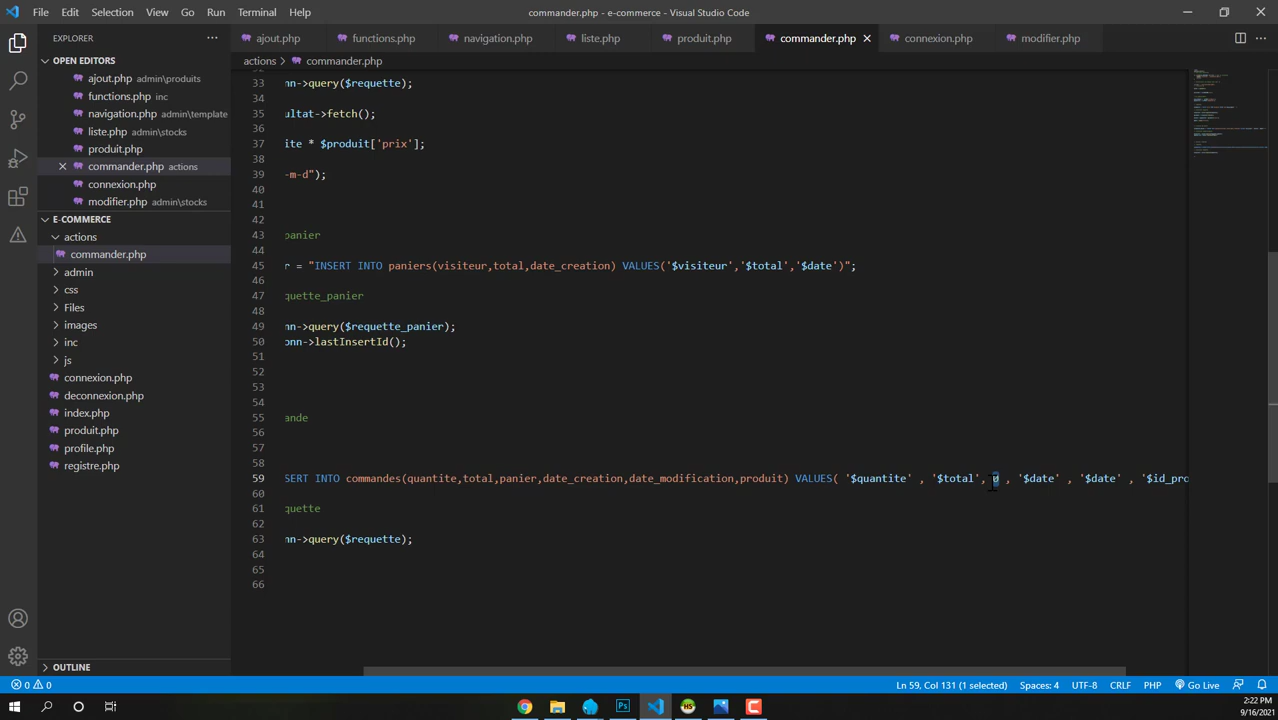 File Edit Selection View Go Run Terminal Help
commander.php - e-commerce - Visual Studio Code
EXPLORER
ajout.php functions.php navigation.php liste.php produit.php commander.php connexion.php modifier.php
OPEN EDITORS
actions > commander.php
ajout.php admin\produits
functions.php inc
navigation.php admin\template
liste.php admin\stocks
produit.php
commander.php actions
connexion.php
modifier.php admin\stocks
E-COMMERCE
actions
commander.php
admin
css
Files
images
inc
js
connexion.php
deconnexion.php
index.php
produit.php
profile.php
registre.php
OUTLINE
33 nn->query($requette);
34
35 ultat->fetch();
36
37 ite * $produit['prix'];
38
39 -m-d");
40
41
42
43 panier
44
45 r = "INSERT INTO paniers(visiteur,total,date_creation) VALUES('$visiteur','$total','$date')";
46
47 quette_panier
48
49 nn->query($requette_panier);
50 onn->lastInsertId();
51
52
53
54
55 ande
56
57
58
59 SERT INTO commandes(quantite,total,panier,date_creation,date_modification,produit) VALUES( '$quantite' , '$total', 0 , '$date' , '$date' , '$id_pro
60
61 quette
62
63 nn->query($requette);
64
65
66
0 0 Ln 59, Col 131 (1 selected) Spaces: 4 UTF-8 CRLF PHP Go Live
2:22 PM
9/16/2021